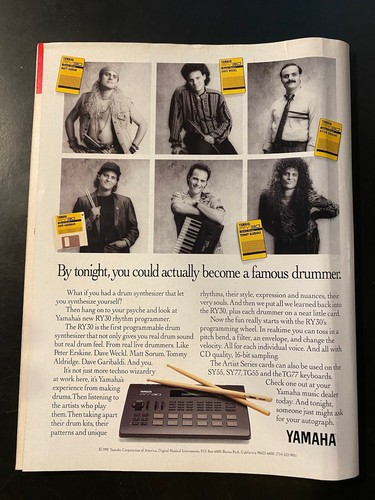 By tonight, you could actually become a famous drummer.
What if you had a drum synthesizer that let
you synthesize yourself?
Then hang on to your psyche and look at
Yamaha's new RY30 rhythm programmer.
The RY30 is the first programmable drum
synthesizer that not only gives you real drum sound
but real drum feel. From real live drummers. Like
Peter Erskine. Dave Weckl. Matt Sorum. Tommy
Aldridge. Dave Garibaldi. And you.
It's not just more techno wizardry
at work here, it's Yamaha's
experience from making
drums. Then listening to
the artists who play
them. Then taking apart
their drum kits, their
patterns and unique
rhythms, their style, expression and nuances, their
very souls. And then we put all we learned back into
the RY30, plus each drummer on a neat little card.
Now the fun really starts with the RY30's
programming wheel. In realtime you can toss in a
pitch bend, a filter, an envelope, and change the
velocity. All for each individual voice. And all with
CD quality, 16-bit sampling.
The Artist Series cards can also be used on the
SY55, SY77, TG55 and the TG77 keyboards.
Check one out at your
Yamaha music dealer
today. And tonight,
someone just might ask
for your autograph.
YAMAHA